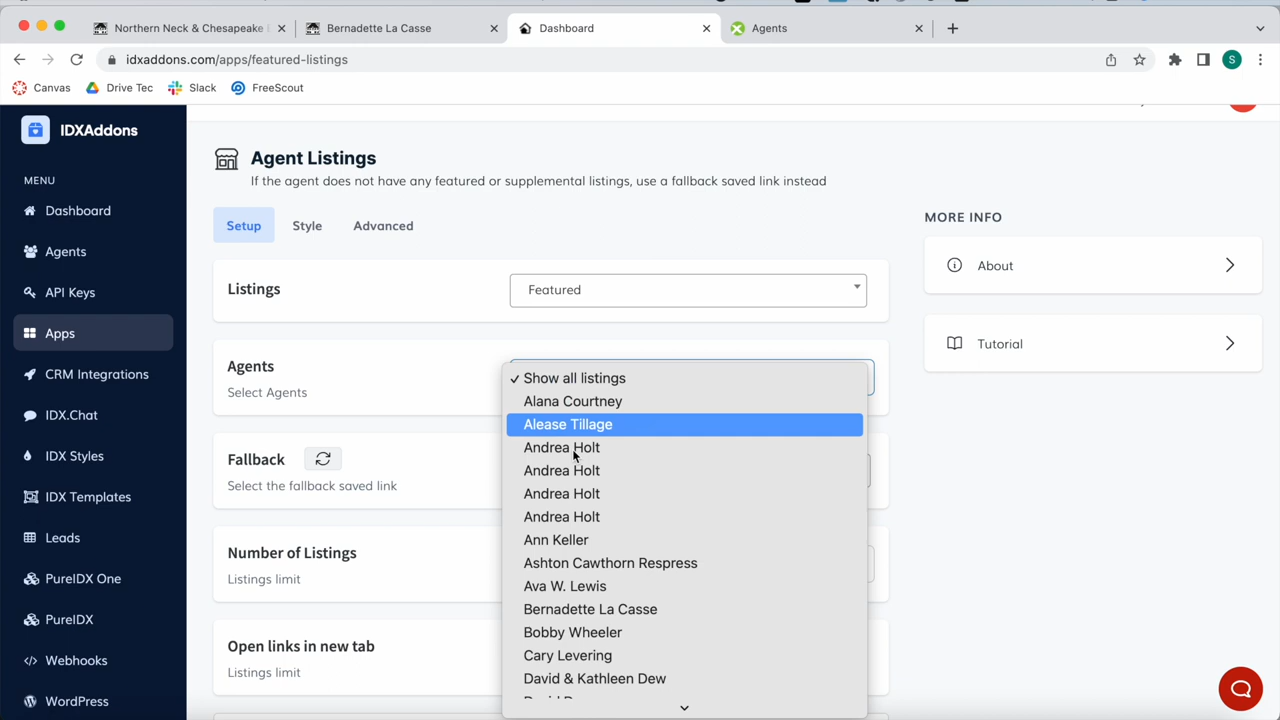 Northern Neck & Chesapeake
Bernadette La Casse
Dashboard
Agents
idxaddons.com/apps/featured-listings
S
Canvas
Drive Tec
Slack
FreeScout
IDXAddons
MENU
Dashboard
Agents
API Keys
Apps
CRM Integrations
IDX.Chat
IDX Styles
IDX Templates
Leads
PureIDX One
PureIDX
Webhooks
WordPress
Agent Listings
If the agent does not have any featured or supplemental listings, use a fallback saved link instead
Setup
Style
Advanced
Listings
Featured
Agents
Select Agents
Fallback
Select the fallback saved link
Number of Listings
Listings limit
Open links in new tab
Listings limit
✓ Show all listings
Alana Courtney
Alease Tillage
Andrea Holt
Andrea Holt
Andrea Holt
Andrea Holt
Ann Keller
Ashton Cawthorn Respress
Ava W. Lewis
Bernadette La Casse
Bobby Wheeler
Cary Levering
David & Kathleen Dew
MORE INFO
About
Tutorial